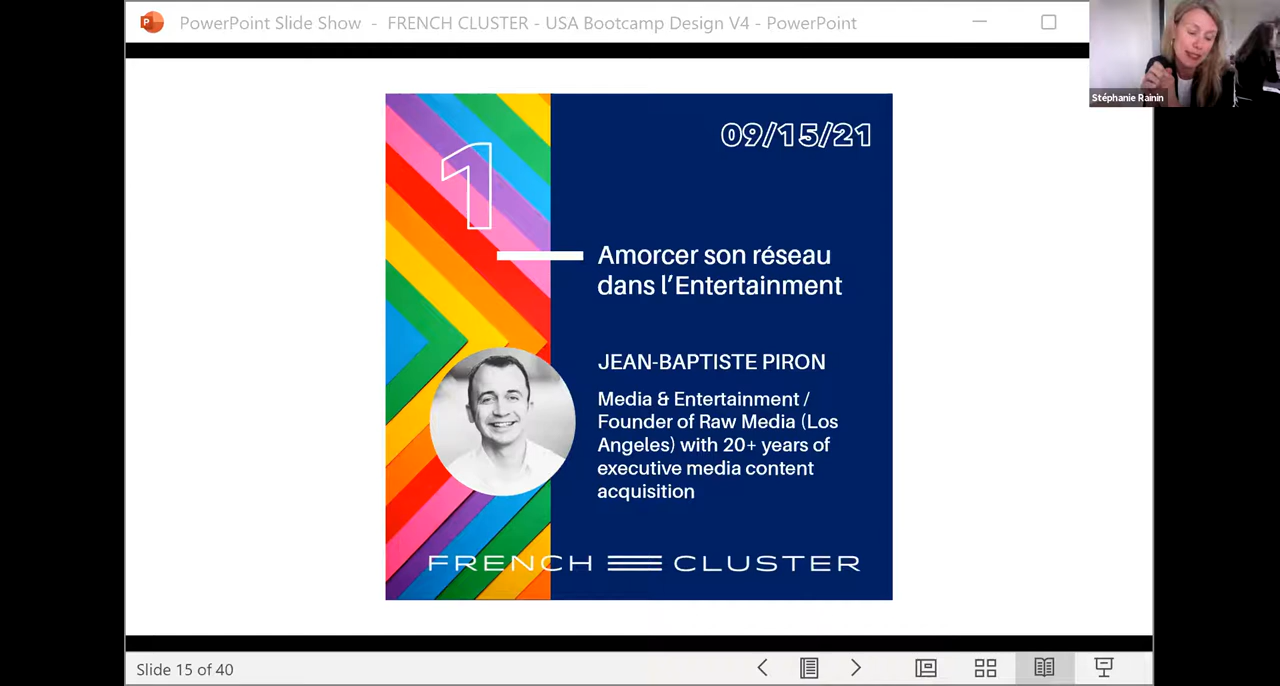 PowerPoint Slide Show - FRENCH CLUSTER - USA Bootcamp Design V4 - PowerPoint
Stéphanie Rainin
09/15/21
1
Amorcer son réseau
dans l’Entertainment
JEAN-BAPTISTE PIRON
Media & Entertainment /
Founder of Raw Media (Los
Angeles) with 20+ years of
executive media content
acquisition
FRENCH CLUSTER
Slide 15 of 40